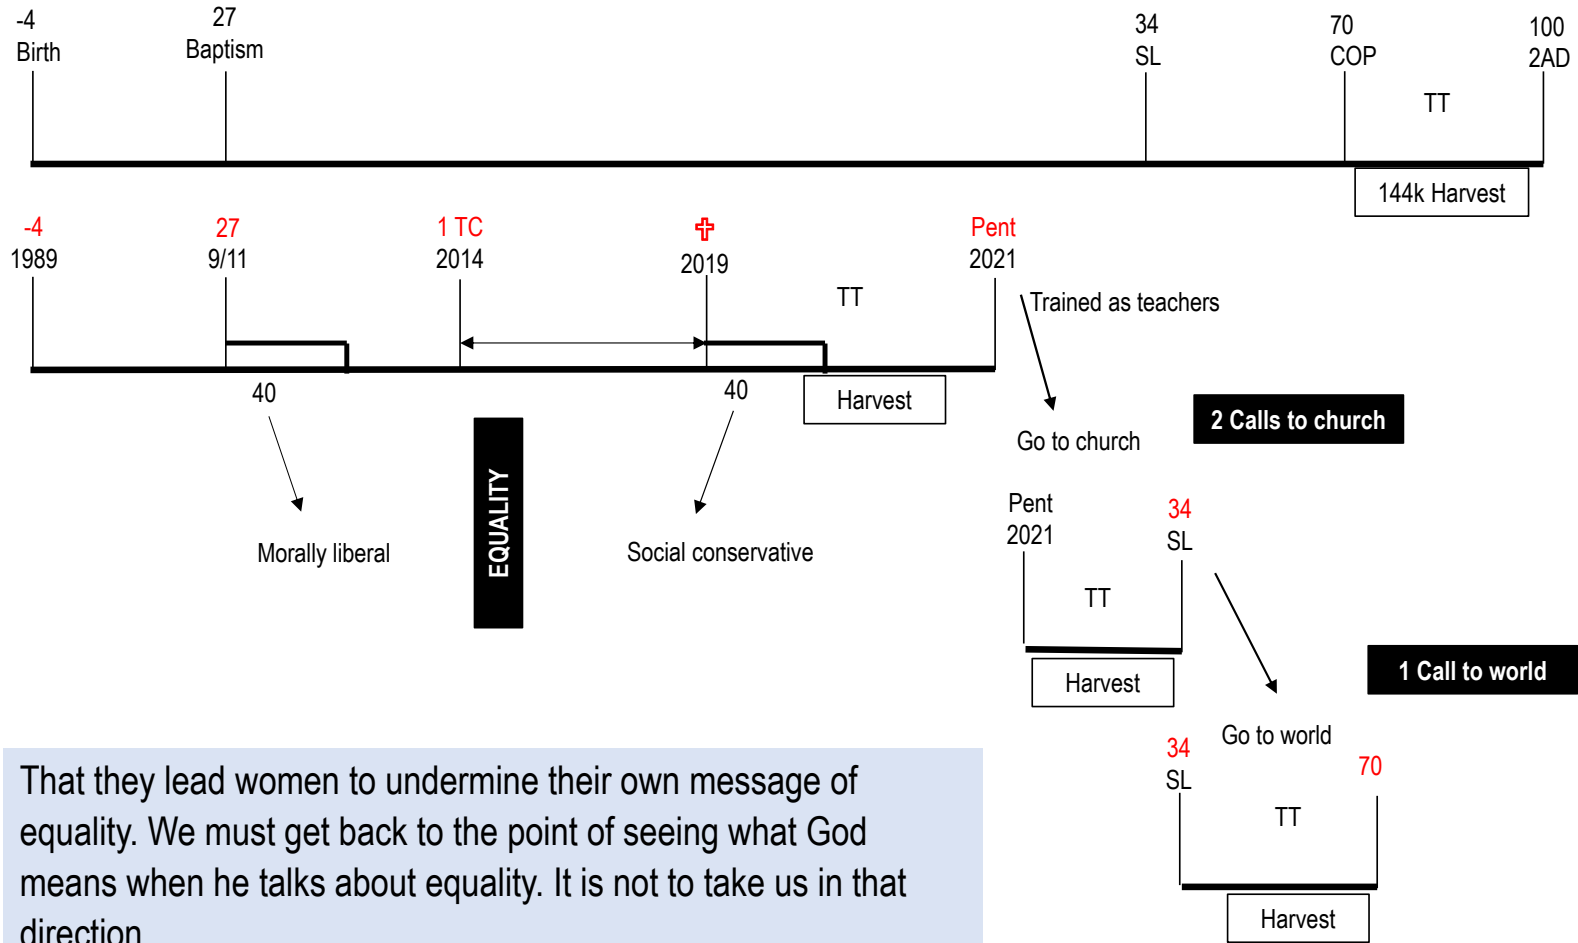 -4
Birth
27
Baptism
34
SL
70
COP
100
2AD
TT
144k Harvest
-4
1989
27
9/11
1 TC
2014
✞
2019
Pent
2021
TT
Trained as teachers
40
40
Harvest
2 Calls to church
Go to church
EQUALITY
Morally liberal
Social conservative
Pent
2021
34
SL
TT
Harvest
1 Call to world
Go to world
34
SL
70
TT
Harvest
That they lead women to undermine their own message of
equality. We must get back to the point of seeing what God
means when he talks about equality. It is not to take us in that
direction